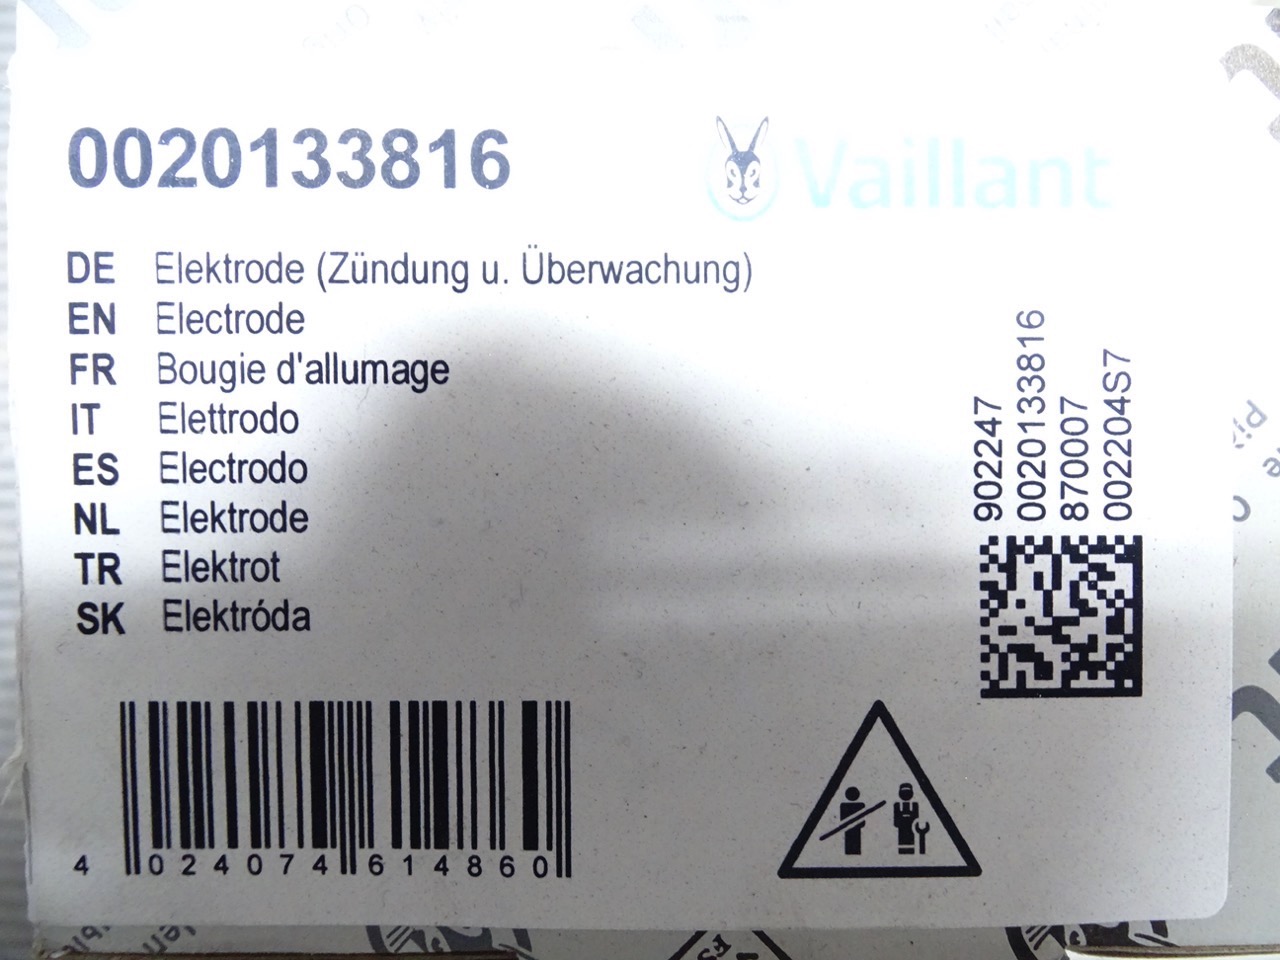 0020133816
Vaillant
DE Elektrode (Zündung u. Überwachung)
EN Electrode
FR Bougie d'allumage
IT Elettrodo
ES Electrodo
NL Elektrode
TR Elektrot
SK Elektróda
902247
0020133816
870007
002204S7
4 024074 614860